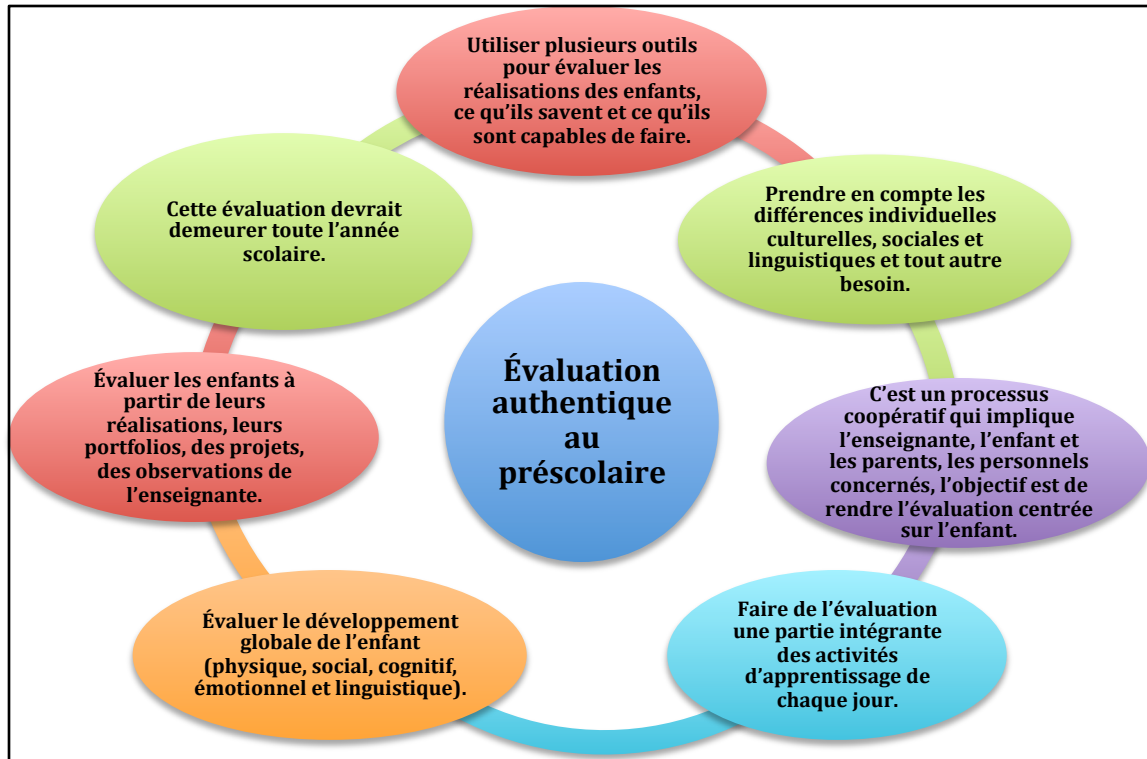 Utiliser plusieurs outils
pour évaluer les
réalisations des enfants,
ce qu'ils savent et ce qu'ils
sont capables de faire.
Prendre en compte les
différences individuelles
culturelles, sociales et
linguistiques et tout autre
besoin.
C'est un processus
coopératif qui implique
l'enseignante, l'enfant et
les parents, les personnels
concernés, l'objectif est de
rendre l'évaluation centrée
sur l'enfant.
Faire de l'évaluation
une partie intégrante
des activités
d'apprentissage de
chaque jour.
Évaluer le développement
globale de l'enfant
(physique, social, cognitif,
émotionnel et linguistique).
Évaluer les enfants à
partir de leurs
réalisations, leurs
portfolios, des projets,
des observations de
l'enseignante.
Cette évaluation devrait
demeurer toute l'année
scolaire.
Évaluation
authentique
au
préscolaire